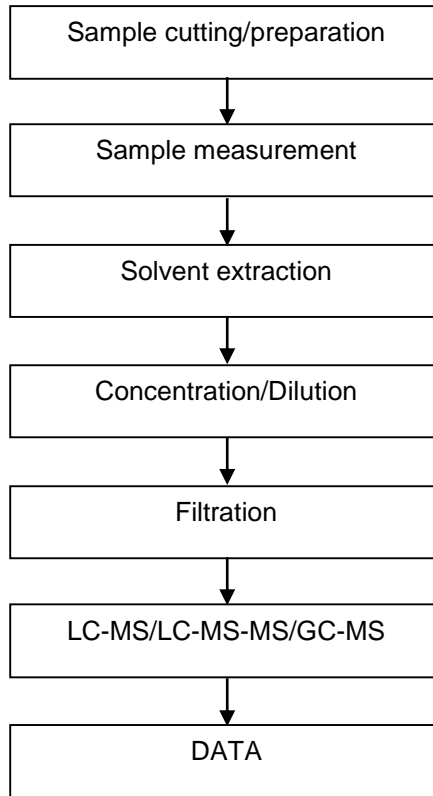 Sample cutting/preparation
Sample measurement
Solvent extraction
Concentration/Dilution
Filtration
LC-MS/LC-MS-MS/GC-MS
DATA